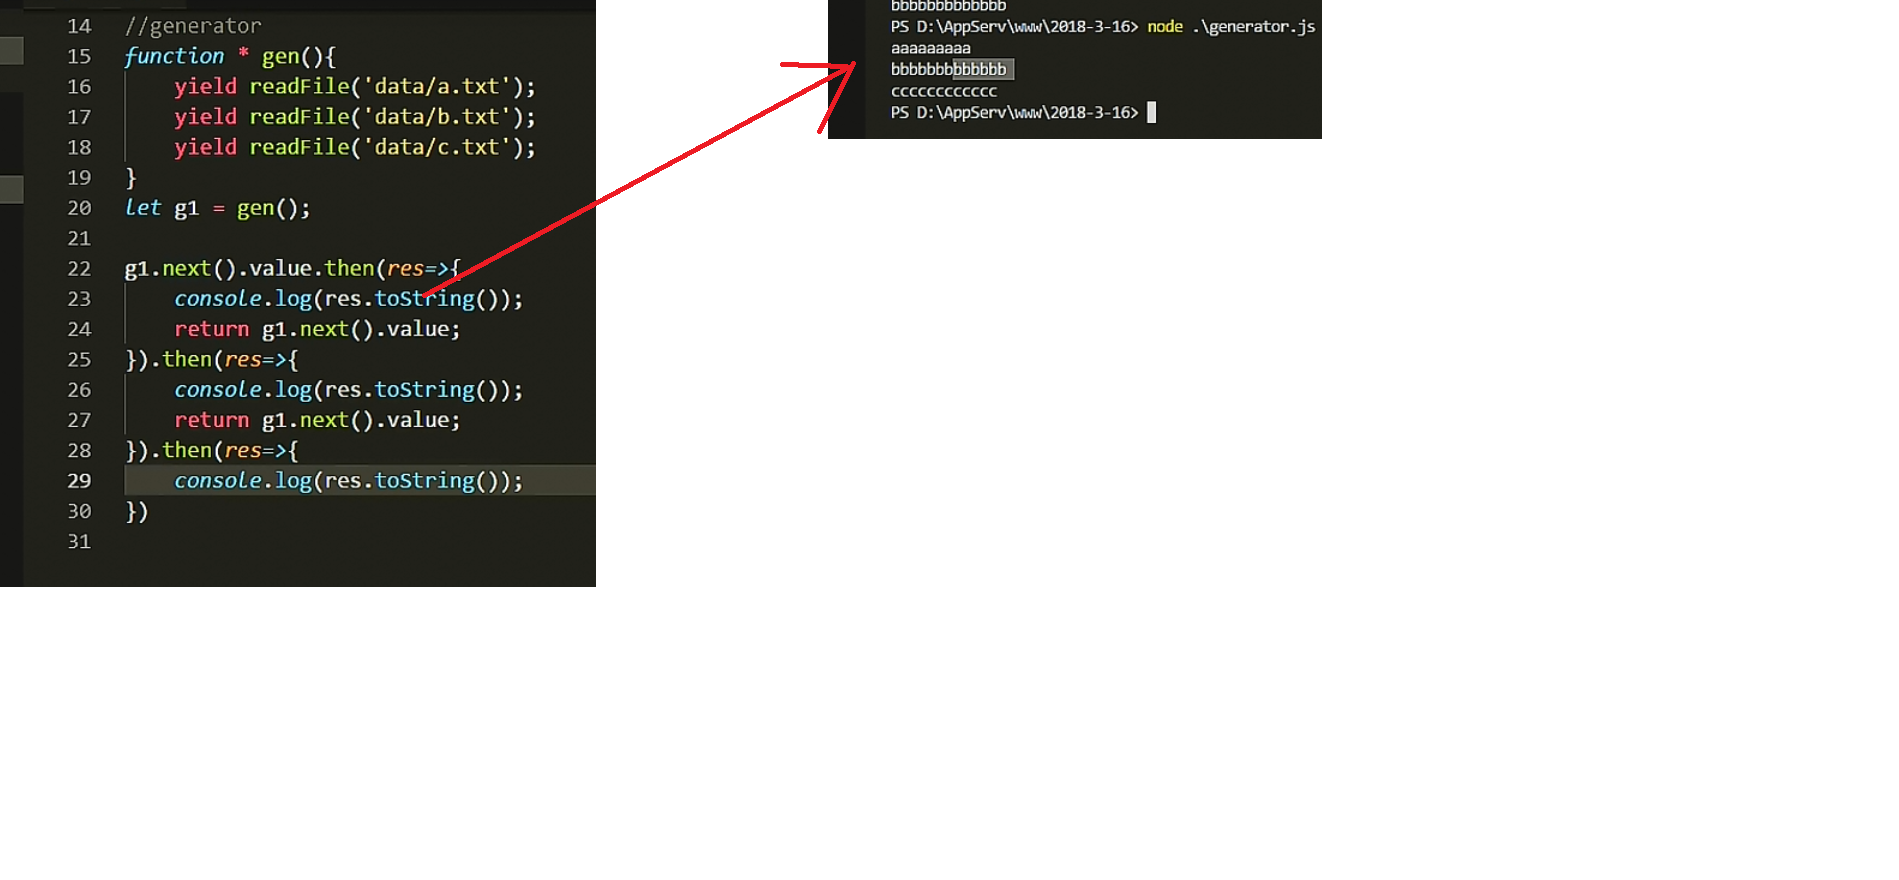 14 //generator
15 function * gen(){
16 yield readFile('data/a.txt');
17 yield readFile('data/b.txt');
18 yield readFile('data/c.txt');
19 }
20 let g1 = gen();
21
22 g1.next().value.then(res=>{
23 console.log(res.toString());
24 return g1.next().value;
25 }).then(res=>{
26 console.log(res.toString());
27 return g1.next().value;
28 }).then(res=>{
29 console.log(res.toString());
30 })
31
bbbbbbbbbbbbb
PS D:\AppServ\www\2018-3-16> node .\generator.js
aaaaaaaaa
bbbbbbbbbbbbb
cccccccccccc
PS D:\AppServ\www\2018-3-16>